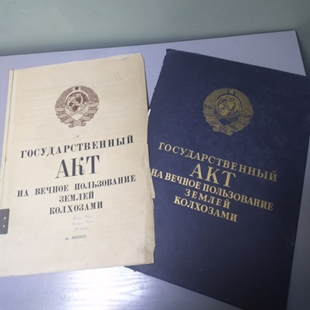 ГОСУДАРСТВЕННЫЙ
АКТ
НА ВЕЧНОЕ ПОЛЬЗОВАНИЕ
ЗЕМЛЕЙ
КОЛХОЗАМИ
ГОСУДАРСТВЕННЫЙ
АКТ
НА ВЕЧНОЕ ПОЛЬЗОВАНИЕ
ЗЕМЛЕЙ
КОЛХОЗАМИ